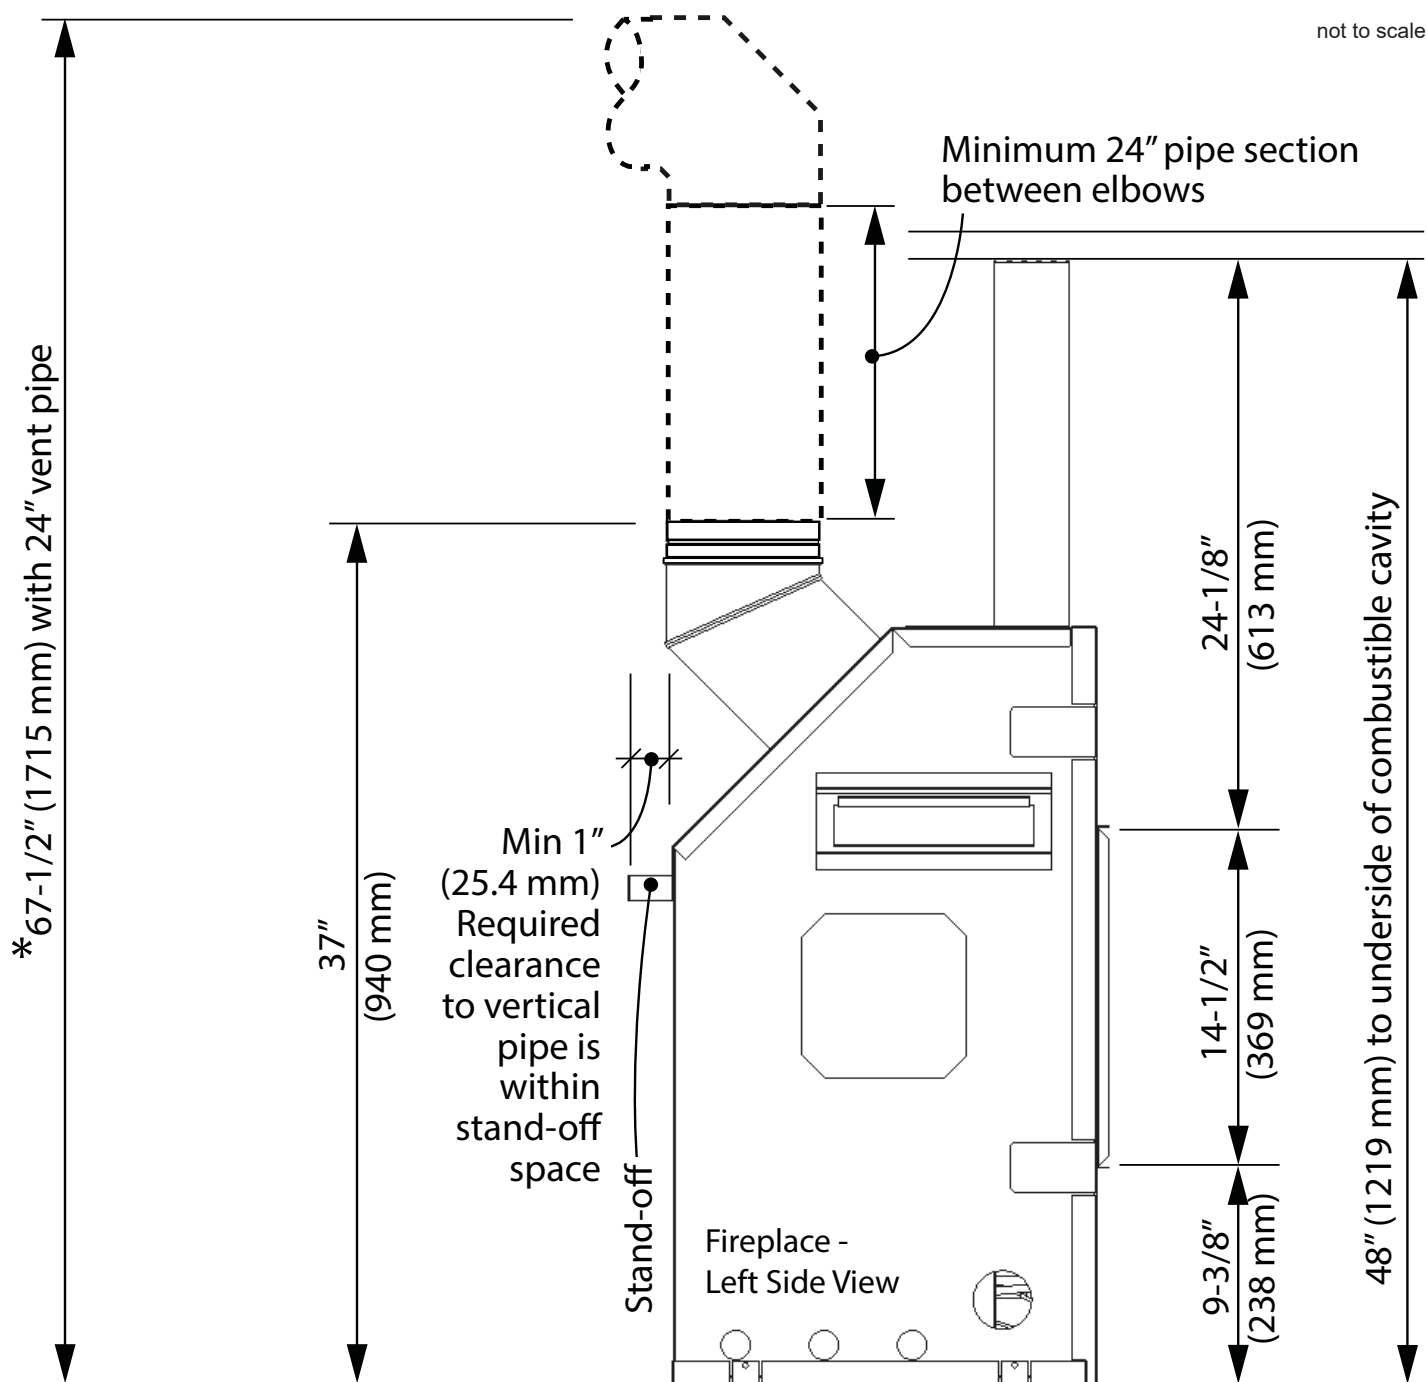 not to scale
Minimum 24” pipe section
between elbows
*67-1/2” (1715 mm) with 24” vent pipe
37”
(940 mm)
Min 1”
(25.4 mm)
Required
clearance
to vertical
pipe is
within
stand-off
space
Stand-off
Fireplace -
Left Side View
24-1/8”
(613 mm)
14-1/2”
(369 mm)
9-3/8”
(238 mm)
48” (1219 mm) to underside of combustible cavity